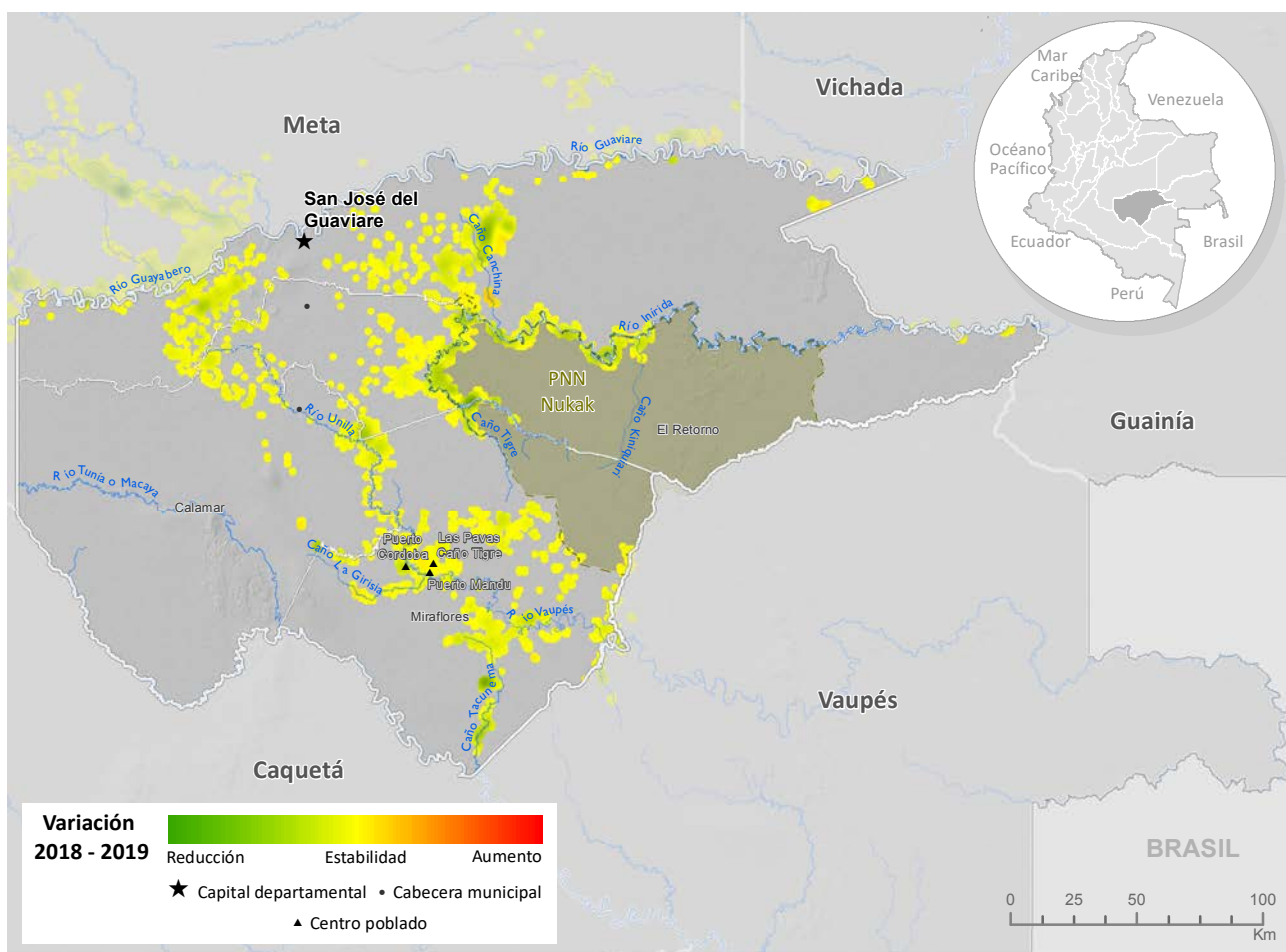 Mar
Caribe
Venezuela
Océano
Pacífico
Ecuador
Brasil
Perú
Vichada
Meta
Río Guaviare
San José del
Guaviare
Caño Canchina
Río Guayabero
Río Inírida
PNN
Nukak
Caño Kiniquiarí
El Retorno
Guainía
Río Unilla
Caño Tigre
Río Tunía o Macaya
Calamar
Puerto
Cordoba
Las Pavas
Caño Tigre
Caño La Girisia
Puerto Mandu
Miraflores
Río Vaupés
Caño Tacunema
Vaupés
Caquetá
BRASIL
Variación
2018 - 2019
Reducción
Estabilidad
Aumento
Capital departamental
Cabecera municipal
Centro poblado
0 25 50 100
Km